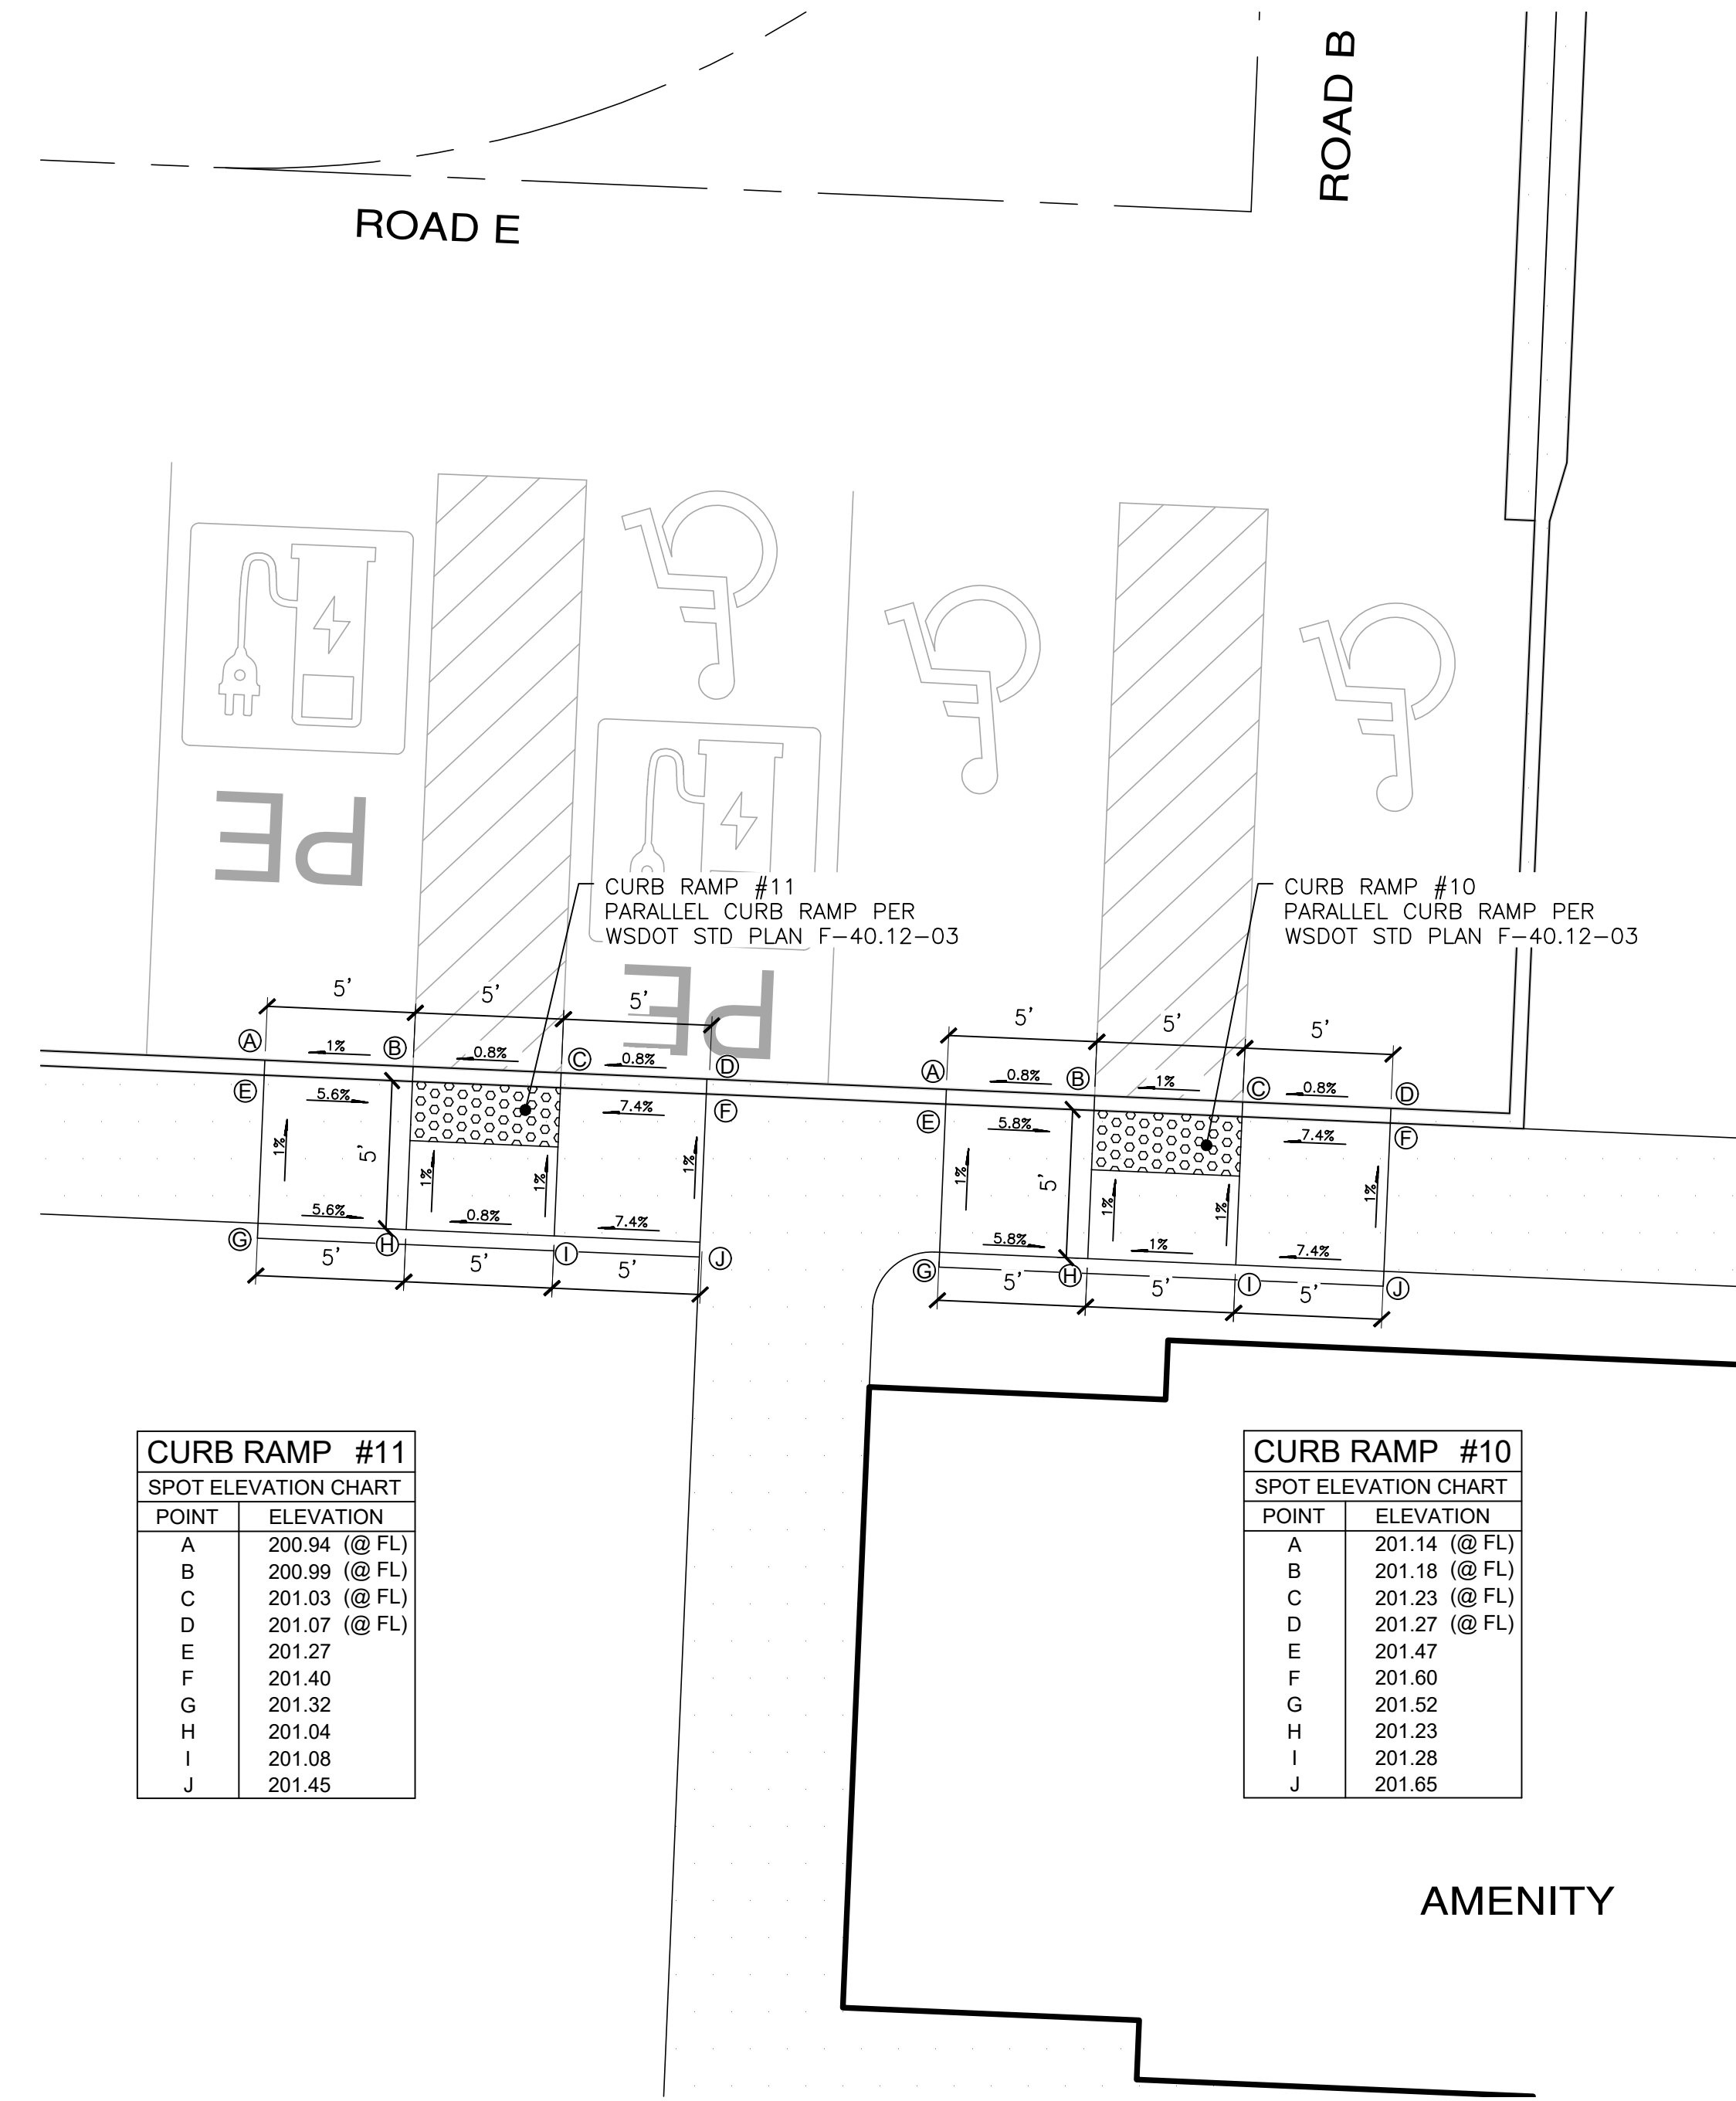 ROAD B
ROAD E
PE
PE
CURB RAMP #11
PARALLEL CURB RAMP PER
WSDOT STD PLAN F-40.12-03
CURB RAMP #10
PARALLEL CURB RAMP PER
WSDOT STD PLAN F-40.12-03
5' 5' 5'
A 1% B 0.8% C 0.8% D
E 5.6% 7.4% F
1% 5' 1% 1% 1%
5.6% 0.8% 7.4%
G H I J
5' 5' 5'
5' 5' 5'
A 0.8% B 1% C 0.8% D
E 5.8% 7.4% F
1% 5' 1% 1% 1%
5.8% 1% 7.4%
G H I J
5' 5' 5'
CURB RAMP #11
SPOT ELEVATION CHART
POINT ELEVATION
A 200.94 (@ FL)
B 200.99 (@ FL)
C 201.03 (@ FL)
D 201.07 (@ FL)
E 201.27
F 201.40
G 201.32
H 201.04
I 201.08
J 201.45
CURB RAMP #10
SPOT ELEVATION CHART
POINT ELEVATION
A 201.14 (@ FL)
B 201.18 (@ FL)
C 201.23 (@ FL)
D 201.27 (@ FL)
E 201.47
F 201.60
G 201.52
H 201.23
I 201.28
J 201.65
AMENITY